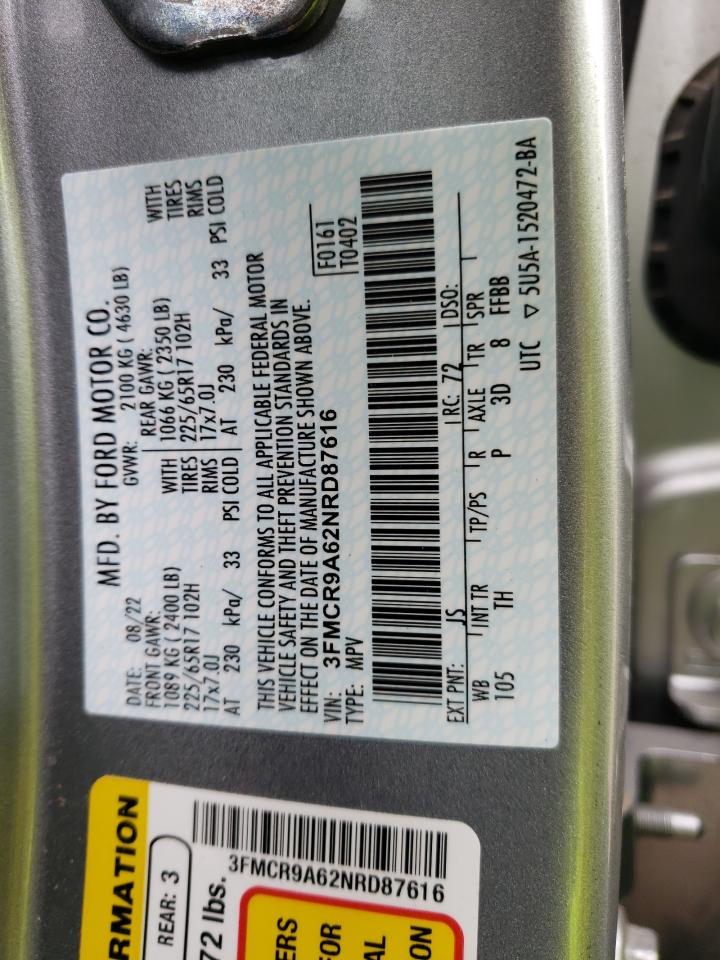 MFD. BY FORD MOTOR CO.
DATE: 08/22 GVWR: 2100 KG ( 4630 LB)
FRONT GAWR: REAR GAWR:
1089 KG ( 2400 LB) WITH 1066 KG ( 2350 LB) WITH
225/65R17 102H TIRES 225/65R17 102H TIRES
17x7.0J RIMS 17x7.0J RIMS
AT 230 kPa/ 33 PSI COLD AT 230 kPa/ 33 PSI COLD
THIS VEHICLE CONFORMS TO ALL APPLICABLE FEDERAL MOTOR
VEHICLE SAFETY AND THEFT PREVENTION STANDARDS IN
EFFECT ON THE DATE OF MANUFACTURE SHOWN ABOVE.
VIN: 3FMCR9A62NRD87616
TYPE: MPV
F0161
T0402
EXT PNT: JS RC: 72 DSO:
WB INT TR TP/PS R AXLE TR SPR
105 TH P 3D 8 FFBB
UTC ▽ 5U5A-1520472-BA
RMATION
REAR: 3
72 lbs.
3FMCR9A62NRD87616
ERS
FOR
AL
ON